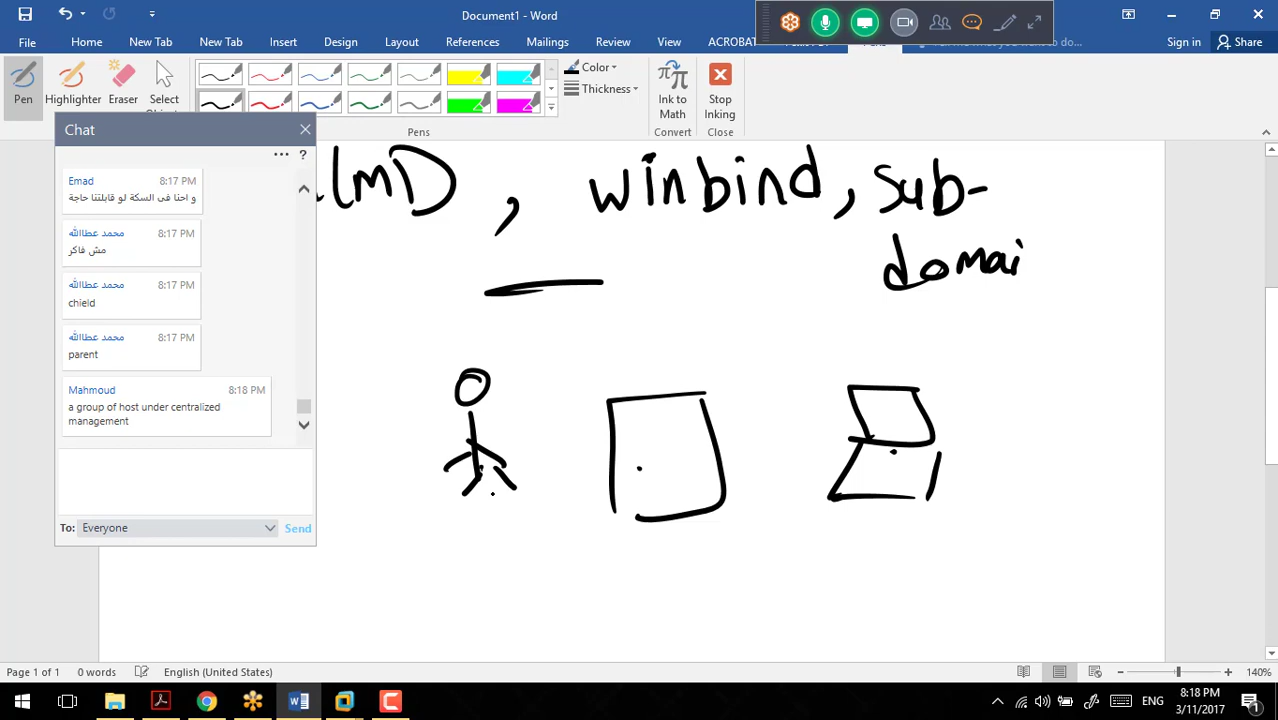 Document1 - Word
File
Home
New Tab
New Tab
Insert
Design
Layout
References
Mailings
Review
View
ACROBAT
what you want to do...
Sign in
Share
Pen
Highlighter
Eraser
Select
Color
Thickness
Ink to
Math
Stop
Inking
Pens
Convert
Close
Chat
Emad 8:17 PM
و احنا فى السكة لو قابلتنا حاجة
محمد عطاالله 8:17 PM
مش فاكر
محمد عطاالله 8:17 PM
chield
محمد عطاالله 8:17 PM
parent
Mahmoud 8:18 PM
a group of host under centralized
management
To: Everyone
Send
, winbind, sub-
domai
Page 1 of 1
0 words
English (United States)
140%
ENG
8:18 PM
3/11/2017